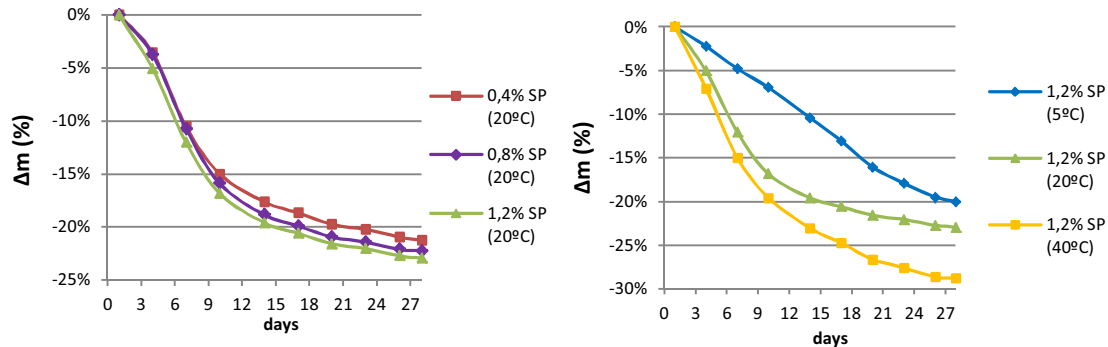 0%
-5%
-10%
-15%
-20%
-25%
Δm (%)
0 3 6 9 12 15 18 21 24 27
days
0,4% SP
(20ºC)
0,8% SP
(20ºC)
1,2% SP
(20ºC)
0%
-5%
-10%
-15%
-20%
-25%
-30%
Δm (%)
0 3 6 9 12 15 18 21 24 27
days
1,2% SP
(5ºC)
1,2% SP
(20ºC)
1,2% SP
(40ºC)